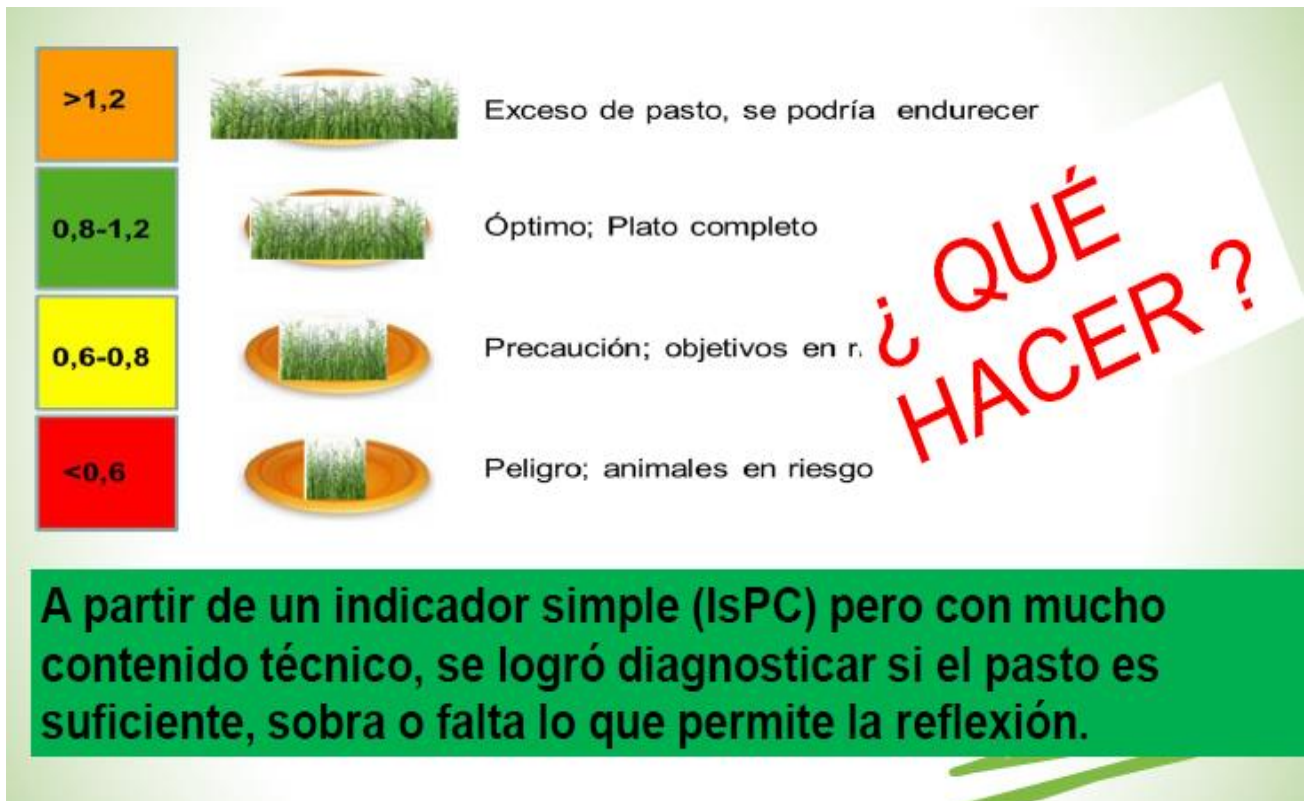 >1,2
Exceso de pasto, se podría endurecer
0,8-1,2
Óptimo; Plato completo
0,6-0,8
Precaución; objetivos en r.
<0,6
Peligro; animales en riesgo
¿ QUÉ
HACER ?
A partir de un indicador simple (IsPC) pero con mucho
contenido técnico, se logró diagnosticar si el pasto es
suficiente, sobra o falta lo que permite la reflexión.